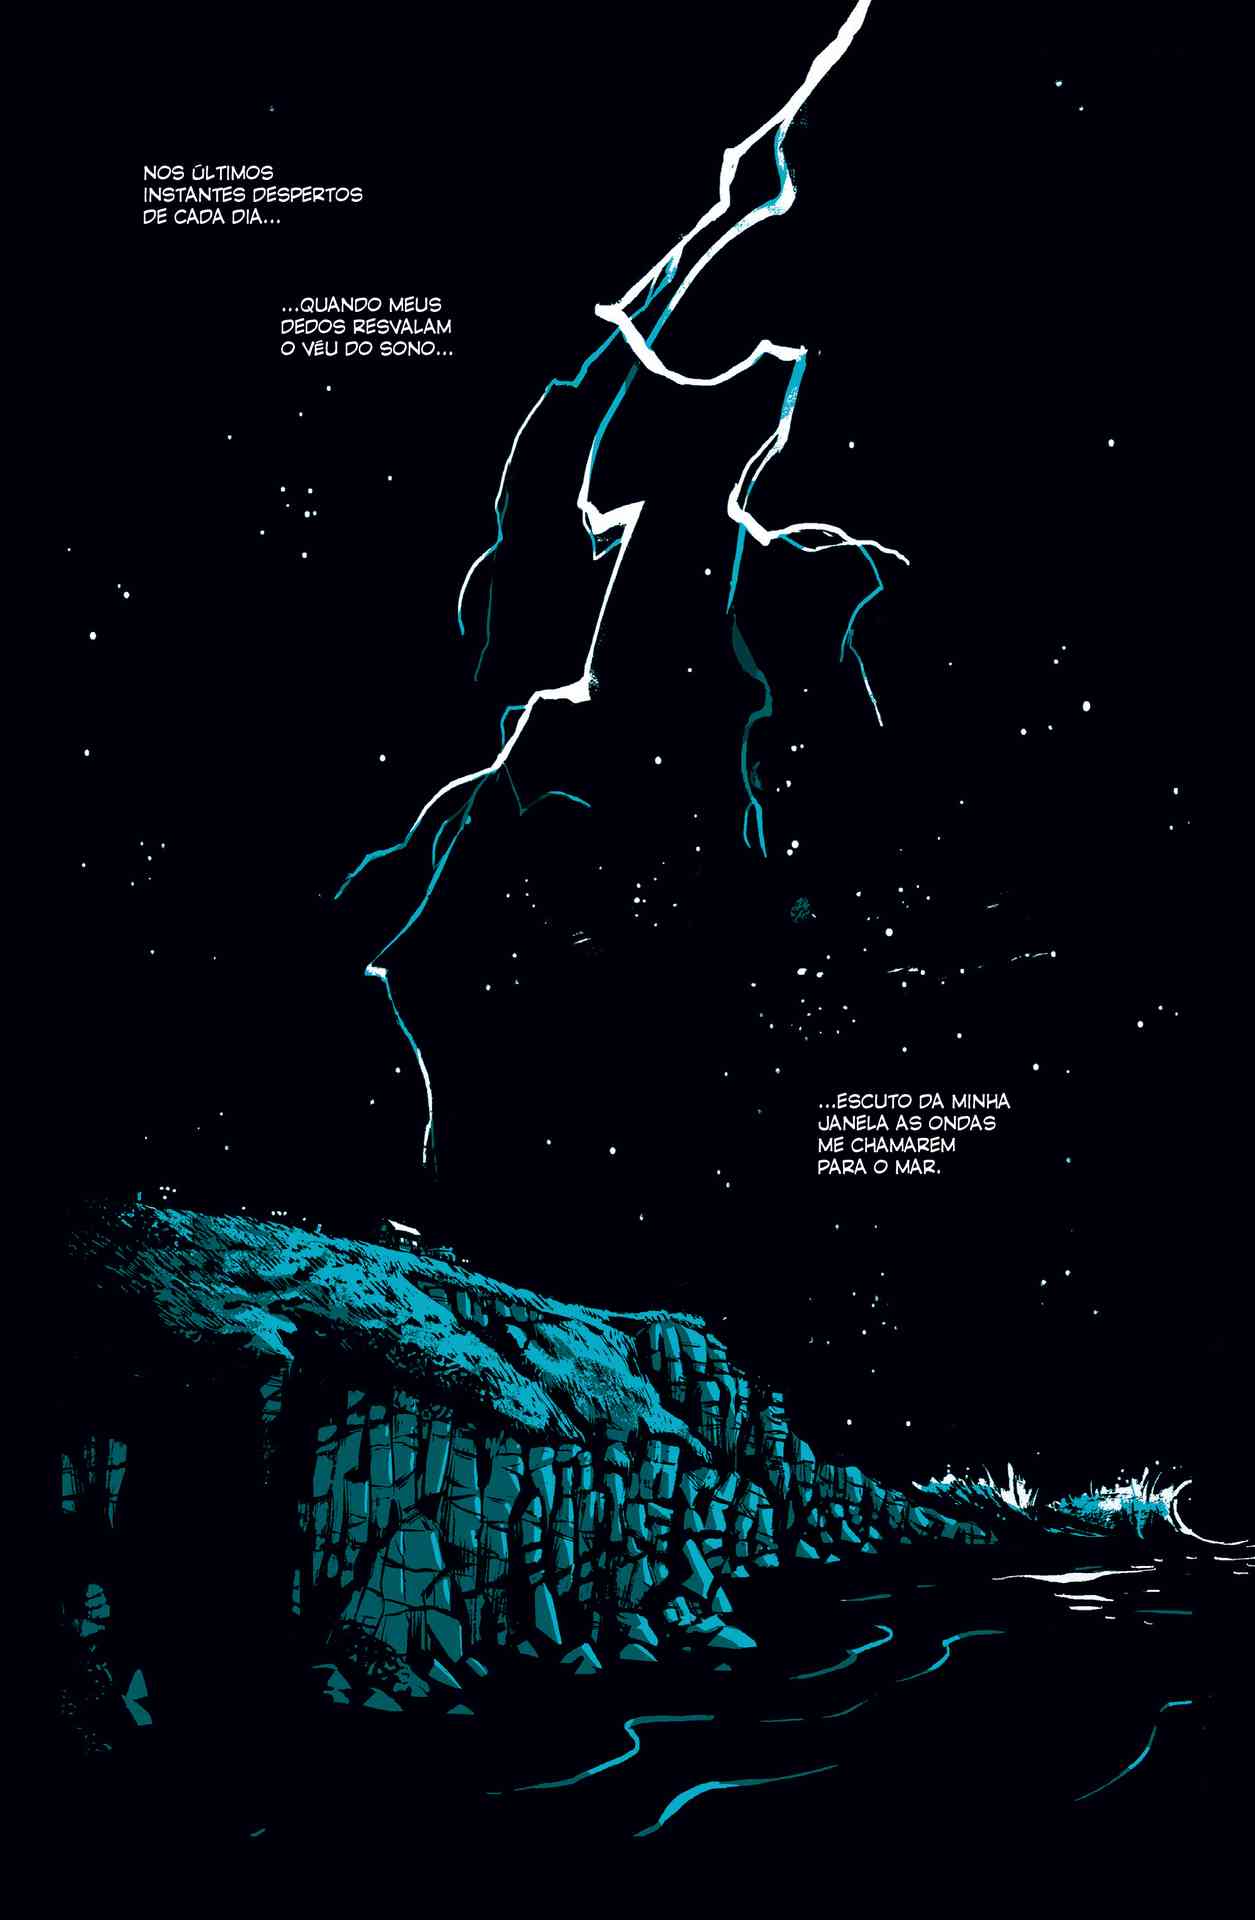 NOS ÚLTIMOS
INSTANTES DESPERTOS
DE CADA DIA...
...QUANDO MEUS
DEDOS RESVALAM
O VÉU DO SONO...
...ESCUTO DA MINHA
JANELA AS ONDAS
ME CHAMAREM
PARA O MAR.